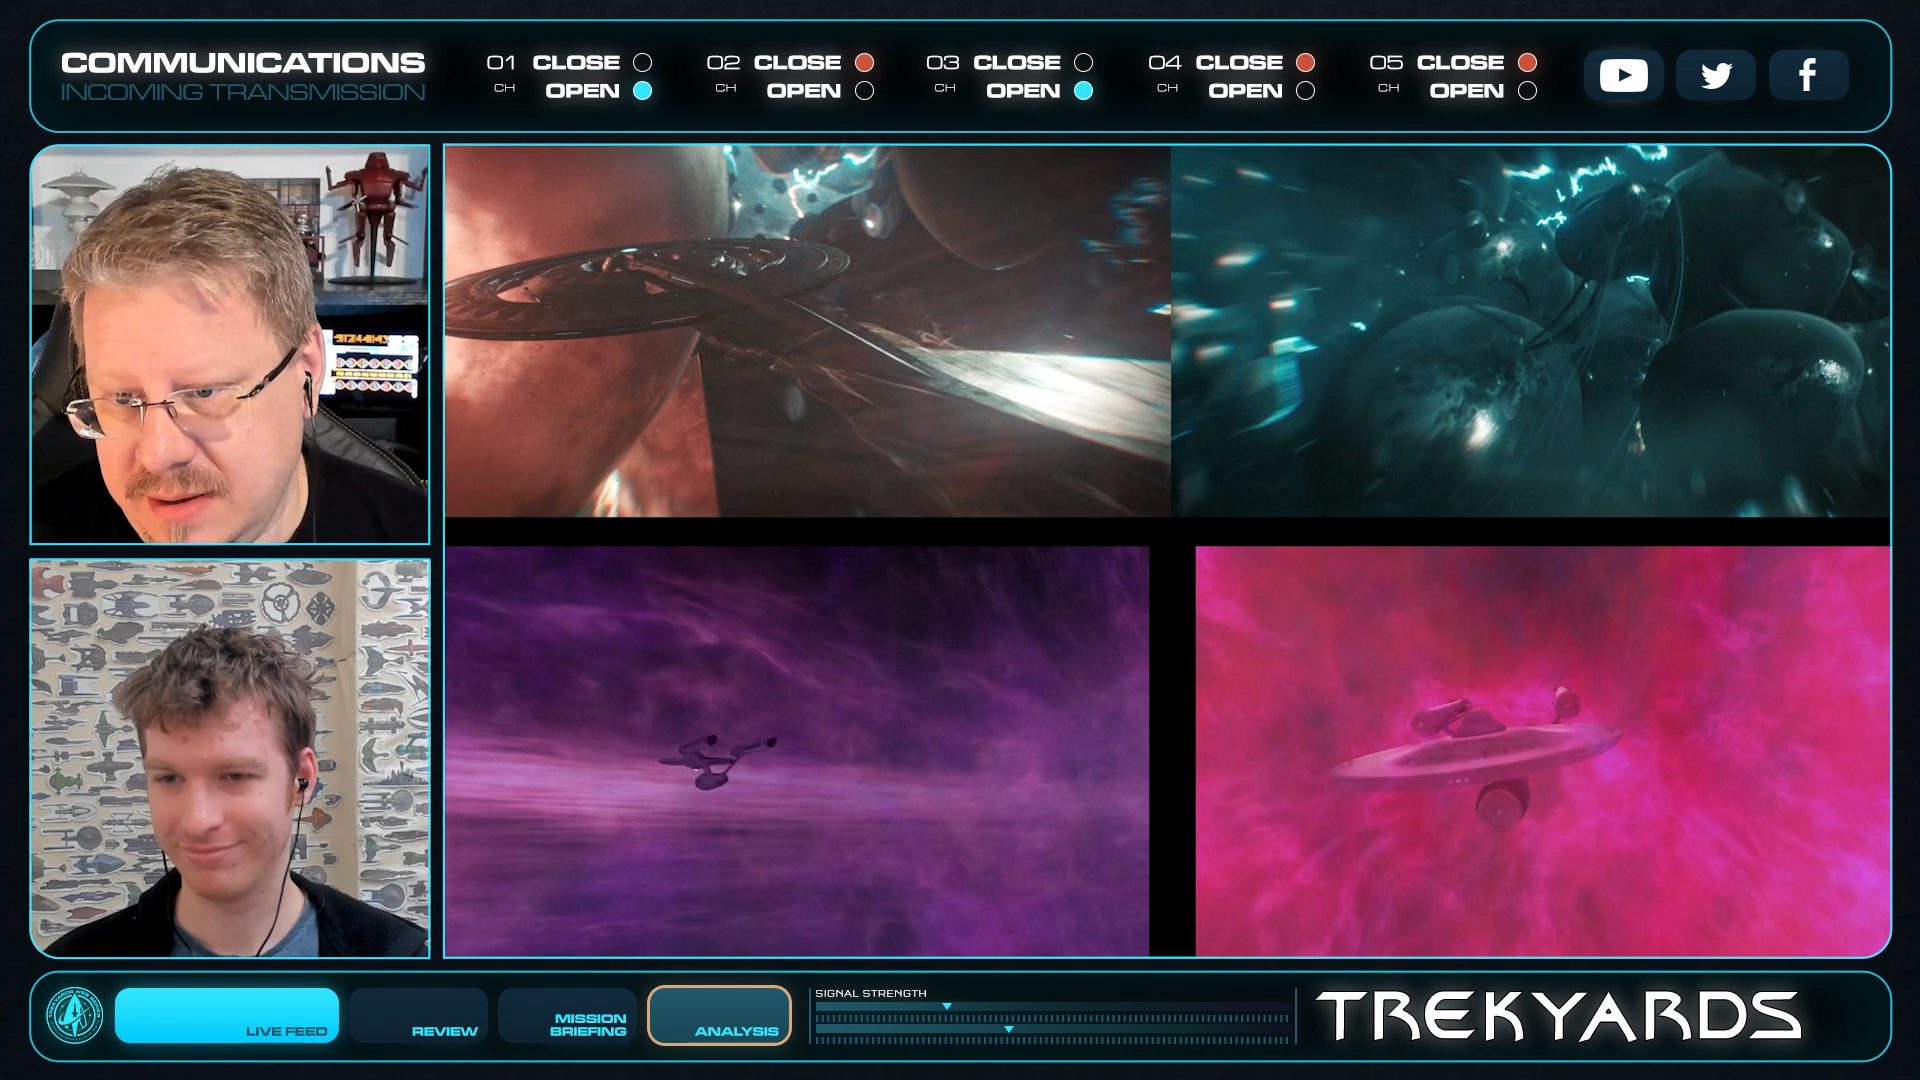 COMMUNICATIONS
INCOMING TRANSMISSION
01 CLOSE
CH OPEN
02 CLOSE
CH OPEN
03 CLOSE
CH OPEN
04 CLOSE
CH OPEN
05 CLOSE
CH OPEN
LIVE FEED
REVIEW
MISSION
BRIEFING
ANALYSIS
SIGNAL STRENGTH
TREKYARDS